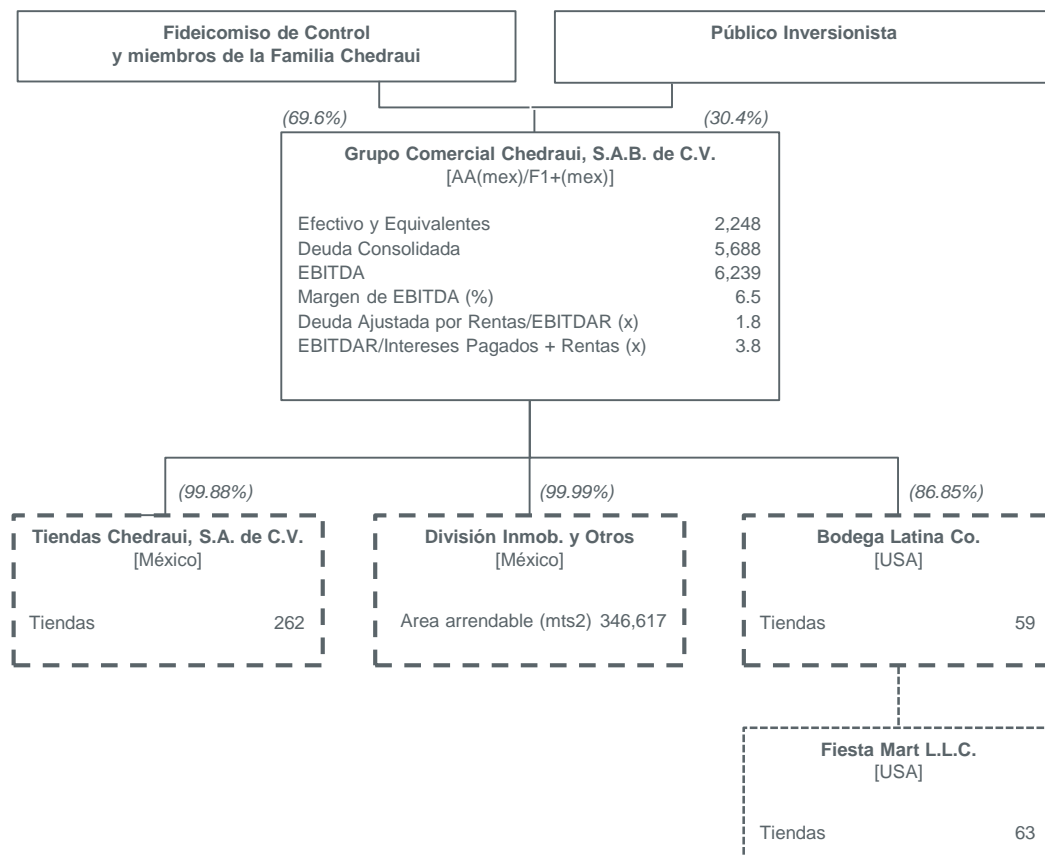 Fideicomiso de Control
y miembros de la Familia Chedraui
Público Inversionista
(69.6%)
(30.4%)
Grupo Comercial Chedraui, S.A.B. de C.V.
[AA(mex)/F1+(mex)]
Efectivo y Equivalentes 2,248
Deuda Consolidada 5,688
EBITDA 6,239
Margen de EBITDA (%) 6.5
Deuda Ajustada por Rentas/EBITDAR (x) 1.8
EBITDAR/Intereses Pagados + Rentas (x) 3.8
(99.88%)
(99.99%)
(86.85%)
Tiendas Chedraui, S.A. de C.V.
[México]
Tiendas 262
División Inmob. y Otros
[México]
Area arrendable (mts2) 346,617
Bodega Latina Co.
[USA]
Tiendas 59
Fiesta Mart L.L.C.
[USA]
Tiendas 63